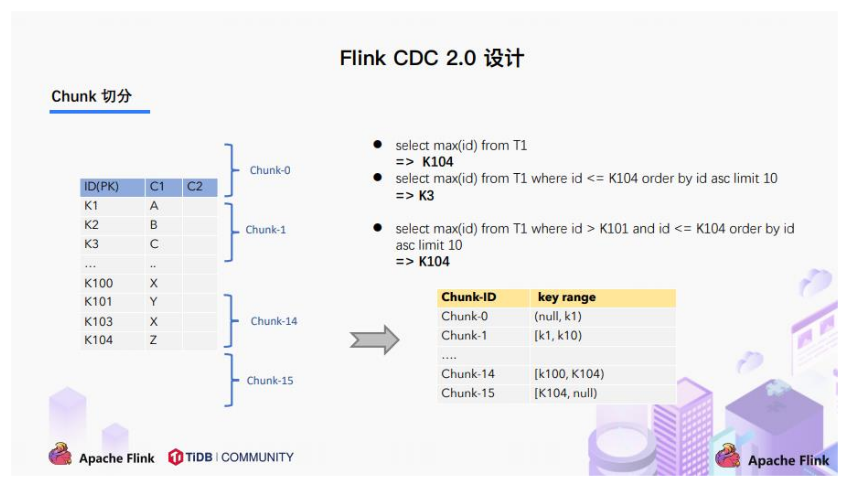 Flink CDC 2.0 设计
Chunk 切分
ID(PK) C1 C2
K1 A
K2 B
K3 C
... ..
K100 X
K101 Y
K103 X
K104 Z
Chunk-0
Chunk-1
Chunk-14
Chunk-15
● select max(id) from T1
=> K104
● select max(id) from T1 where id <= K104 order by id asc limit 10
=> K3
● select max(id) from T1 where id > K101 and id <= K104 order by id
asc limit 10
=> K104
Chunk-ID key range
Chunk-0 (null, k1)
Chunk-1 [k1, k10)
....
Chunk-14 [k100, K104)
Chunk-15 [K104, null)
Apache Flink
TiDB | COMMUNITY
Apache Flink